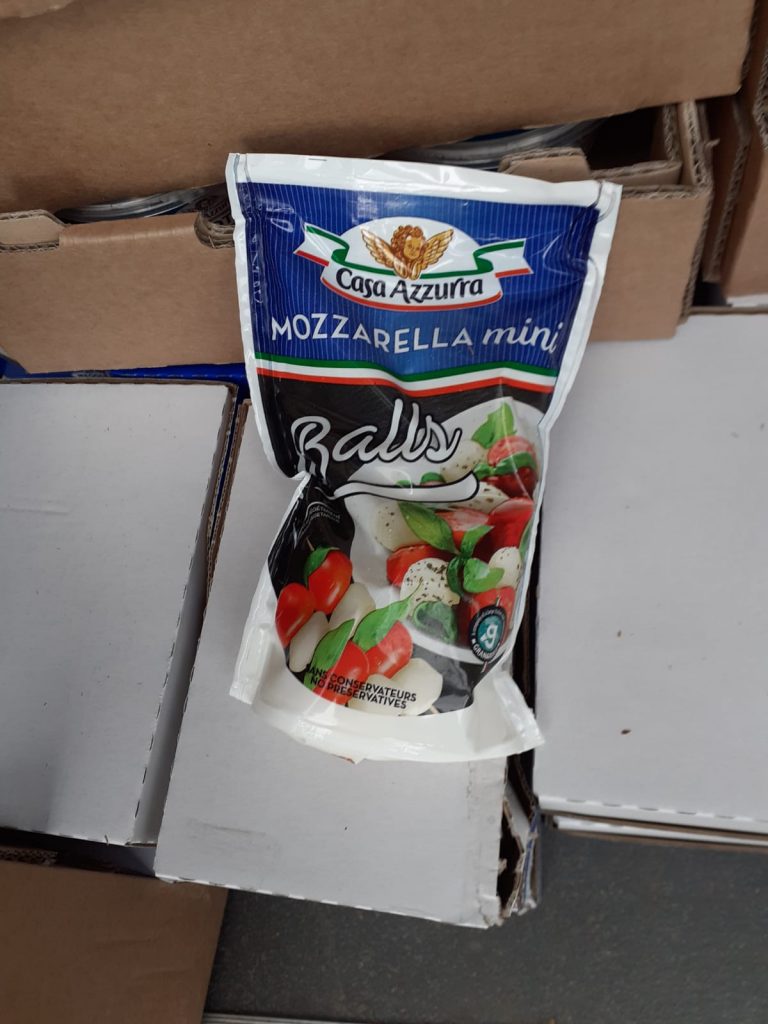 Casa Azzurra
MOZZARELLA mini
Balls
SANS CONSERVATEURS
NO PRESERVATIVES